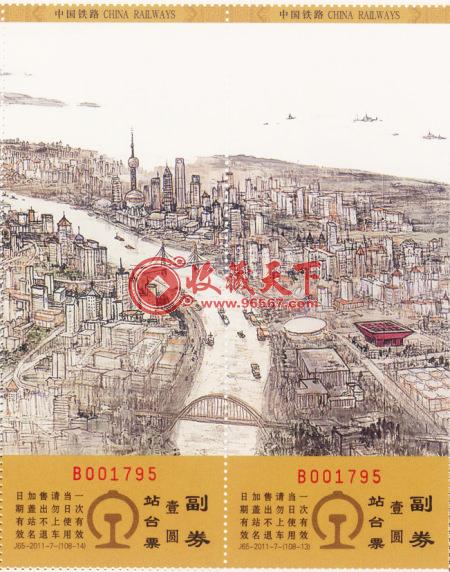 中国铁路 CHINA RAILWAYS
中国铁路 CHINA RAILWAYS
收藏天下
www.96567.com
B001795
副券
壹圆
站台票
一次有效
当日使用
请勿上车
售出不退
加盖站名
日期有效
J65-2011-7-(108-14)
B001795
副券
壹圆
站台票
一次有效
当日使用
请勿上车
售出不退
加盖站名
日期有效
J65-2011-7-(108-13)